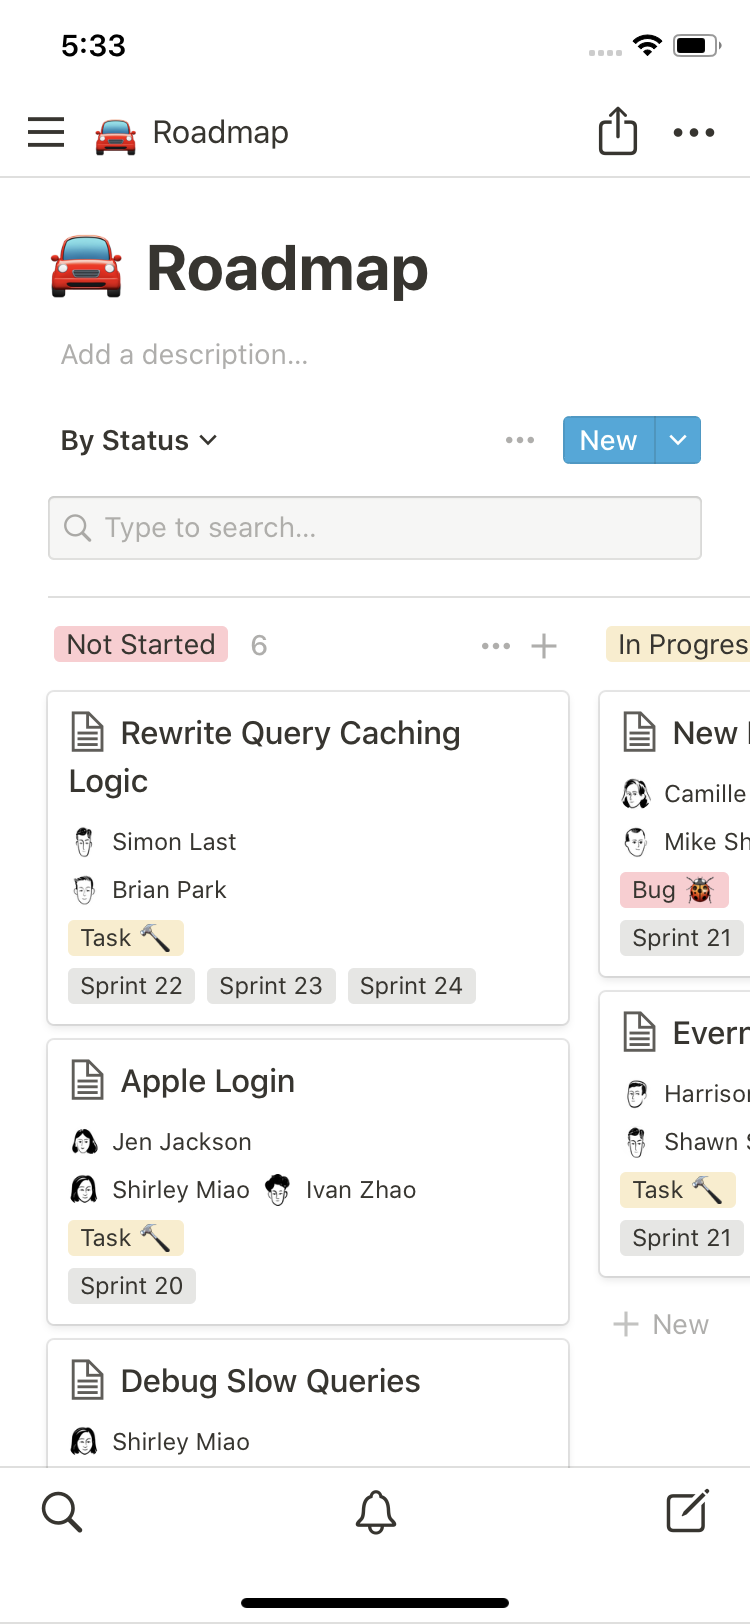 5:33
Roadmap
Roadmap
Add a description...
By Status
New
Type to search...
Not Started 6
Rewrite Query Caching
Logic
Simon Last
Brian Park
Task
Sprint 22 Sprint 23 Sprint 24
Apple Login
Jen Jackson
Shirley Miao Ivan Zhao
Task
Sprint 20
Debug Slow Queries
Shirley Miao
In Progres
New
Camille
Mike Sh
Bug
Sprint 21
Evern
Harrison
Shawn S
Task
Sprint 21
New